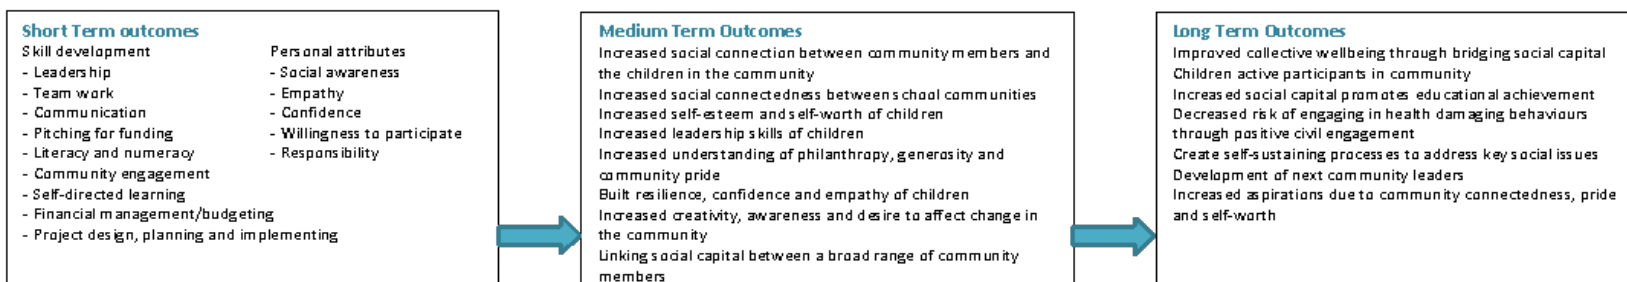 Short Term outcomes
Skill development
- Leadership
- Team work
- Communication
- Pitching for funding
- Literacy and numeracy
- Community engagement
- Self-directed learning
- Financial management/budgeting
- Project design, planning and implementing
Personal attributes
- Social awareness
- Empathy
- Confidence
- Willingness to participate
- Responsibility
Medium Term Outcomes
Increased social connection between community members and
the children in the community
Increased social connectedness between school communities
Increased self-esteem and self-worth of children
Increased leadership skills of children
Increased understanding of philanthropy, generosity and
community pride
Built resilience, confidence and empathy of children
Increased creativity, awareness and desire to affect change in
the community
Linking social capital between a broad range of community
members
Long Term Outcomes
Improved collective wellbeing through bridging social capital
Children active participants in community
Increased social capital promotes educational achievement
Decreased risk of engaging in health damaging behaviours
through positive civil engagement
Create self-sustaining processes to address key social issues
Development of next community leaders
Increased aspirations due to community connectedness, pride
and self-worth